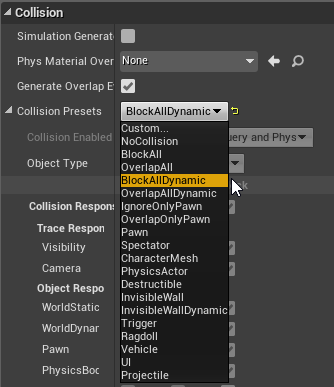 Collision
Simulation Generate
Phys Material Over
None
Generate Overlap E
Collision Presets
BlockAllDynamic
Custom...
NoCollision
Collision Enabled
uery and Phys
BlockAll
OverlapAll
Object Type
BlockAllDynamic
OverlapAllDynamic
Collision Respons
IgnoreOnlyPawn
OverlapOnlyPawn
Trace Respon
Pawn
Visibility
Spectator
CharacterMesh
Camera
PhysicsActor
Object Respo
Destructible
WorldStatic
InvisibleWall
InvisibleWallDynamic
WorldDynar
Trigger
Ragdoll
Pawn
Vehicle
UI
PhysicsBoc
Projectile